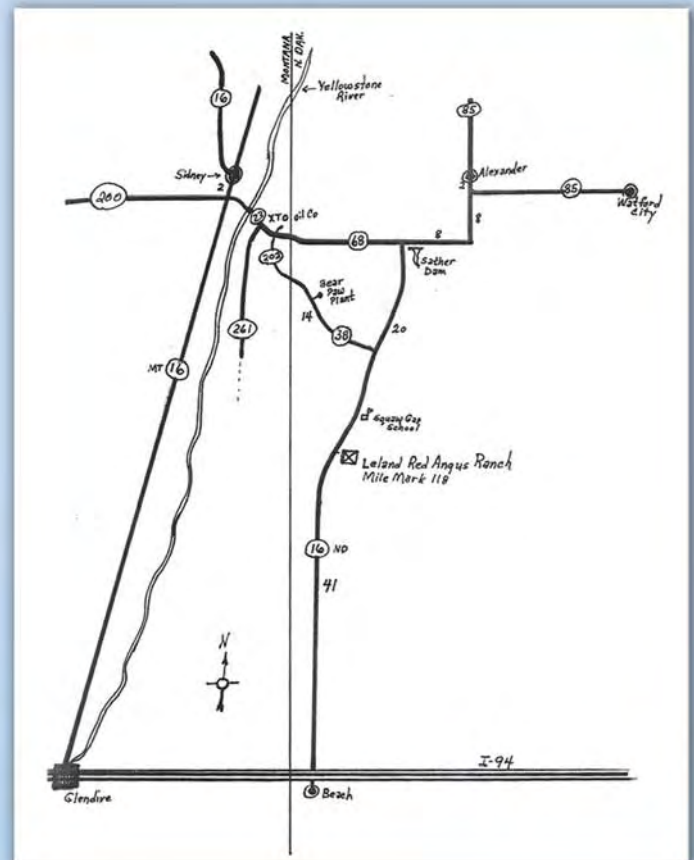 MONTANA
N. DAK.
← Yellowstone
River
16
85
Sidney →
2
Alexander
85
Watford
City
200
23
XTO oil Co
68
8
8
202
Sather
Dam
Bear
Paw
Plant
14
261
38
20
MT 16
Squaw Gap
School
Leland Red Angus Ranch
Mile Mark 118
16 ND
41
N
I-94
Glendive
Beach